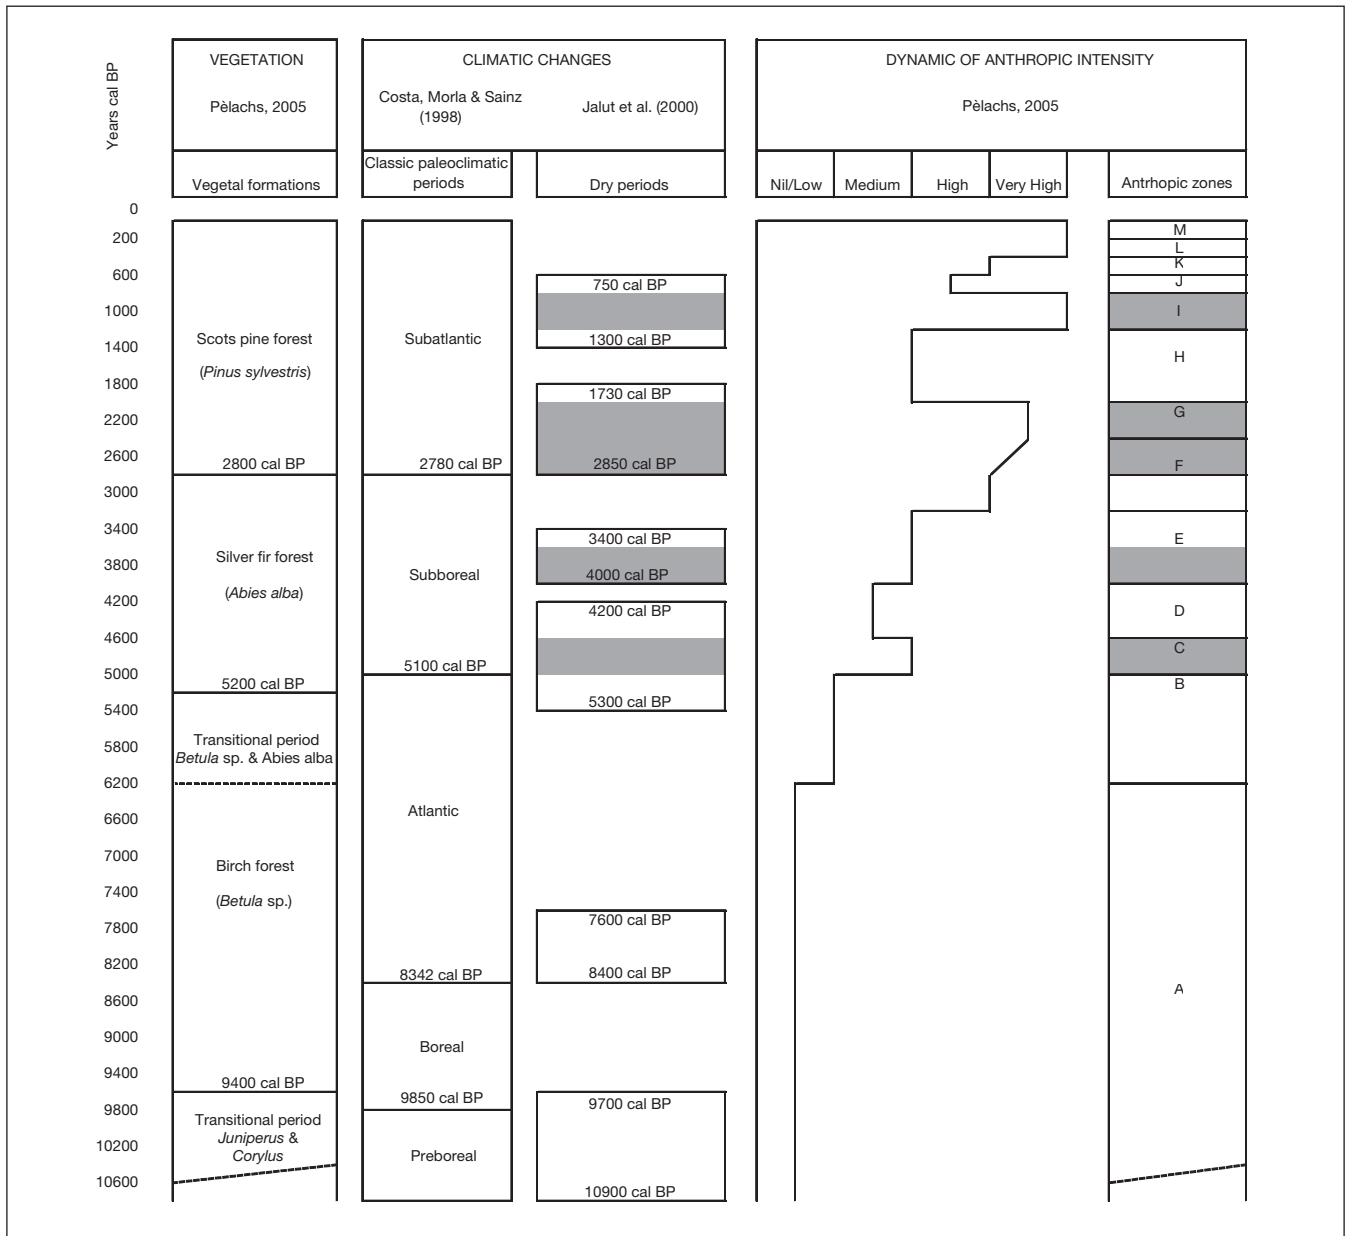 Years cal BP
VEGETATION
Pèlachs, 2005
Vegetal formations
CLIMATIC CHANGES
Costa, Morla & Sainz
(1998)
Jalut et al. (2000)
Classic paleoclimatic
periods
Dry periods
DYNAMIC OF ANTHROPIC INTENSITY
Pèlachs, 2005
Nil/Low
Medium
High
Very High
Antrhopic zones
0
200
600
1000
1400
1800
2200
2600
3000
3400
3800
4200
4600
5000
5400
5800
6200
6600
7000
7400
7800
8200
8600
9000
9400
9800
10200
10600
Scots pine forest
(Pinus sylvestris)
2800 cal BP
Silver fir forest
(Abies alba)
5200 cal BP
Transitional period
Betula sp. & Abies alba
Birch forest
(Betula sp.)
9400 cal BP
Transitional period
Juniperus &
Corylus
Subatlantic
2780 cal BP
Subboreal
5100 cal BP
Atlantic
8342 cal BP
Boreal
9850 cal BP
Preboreal
750 cal BP
1300 cal BP
1730 cal BP
2850 cal BP
3400 cal BP
4000 cal BP
4200 cal BP
5300 cal BP
7600 cal BP
8400 cal BP
9700 cal BP
10900 cal BP
M
L
K
J
I
H
G
F
E
D
C
B
A